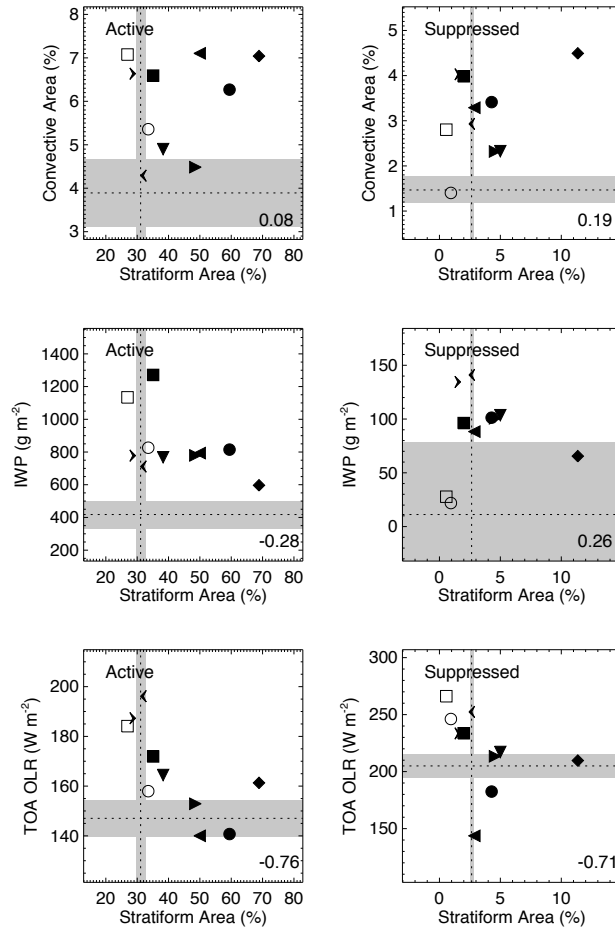 Active
8
7
6
5
4
3
0.08
20 30 40 50 60 70 80
Stratiform Area (%)
Convective Area (%)
Suppressed
5
4
3
2
1
0.19
0 5 10
Stratiform Area (%)
Convective Area (%)
Active
1400
1200
1000
800
600
400
200
-0.28
20 30 40 50 60 70 80
Stratiform Area (%)
IWP (g m-2)
Suppressed
150
100
50
0
0.26
0 5 10
Stratiform Area (%)
IWP (g m-2)
Active
200
180
160
140
-0.76
20 30 40 50 60 70 80
Stratiform Area (%)
TOA OLR (W m-2)
Suppressed
300
250
200
150
-0.71
0 5 10
Stratiform Area (%)
TOA OLR (W m-2)